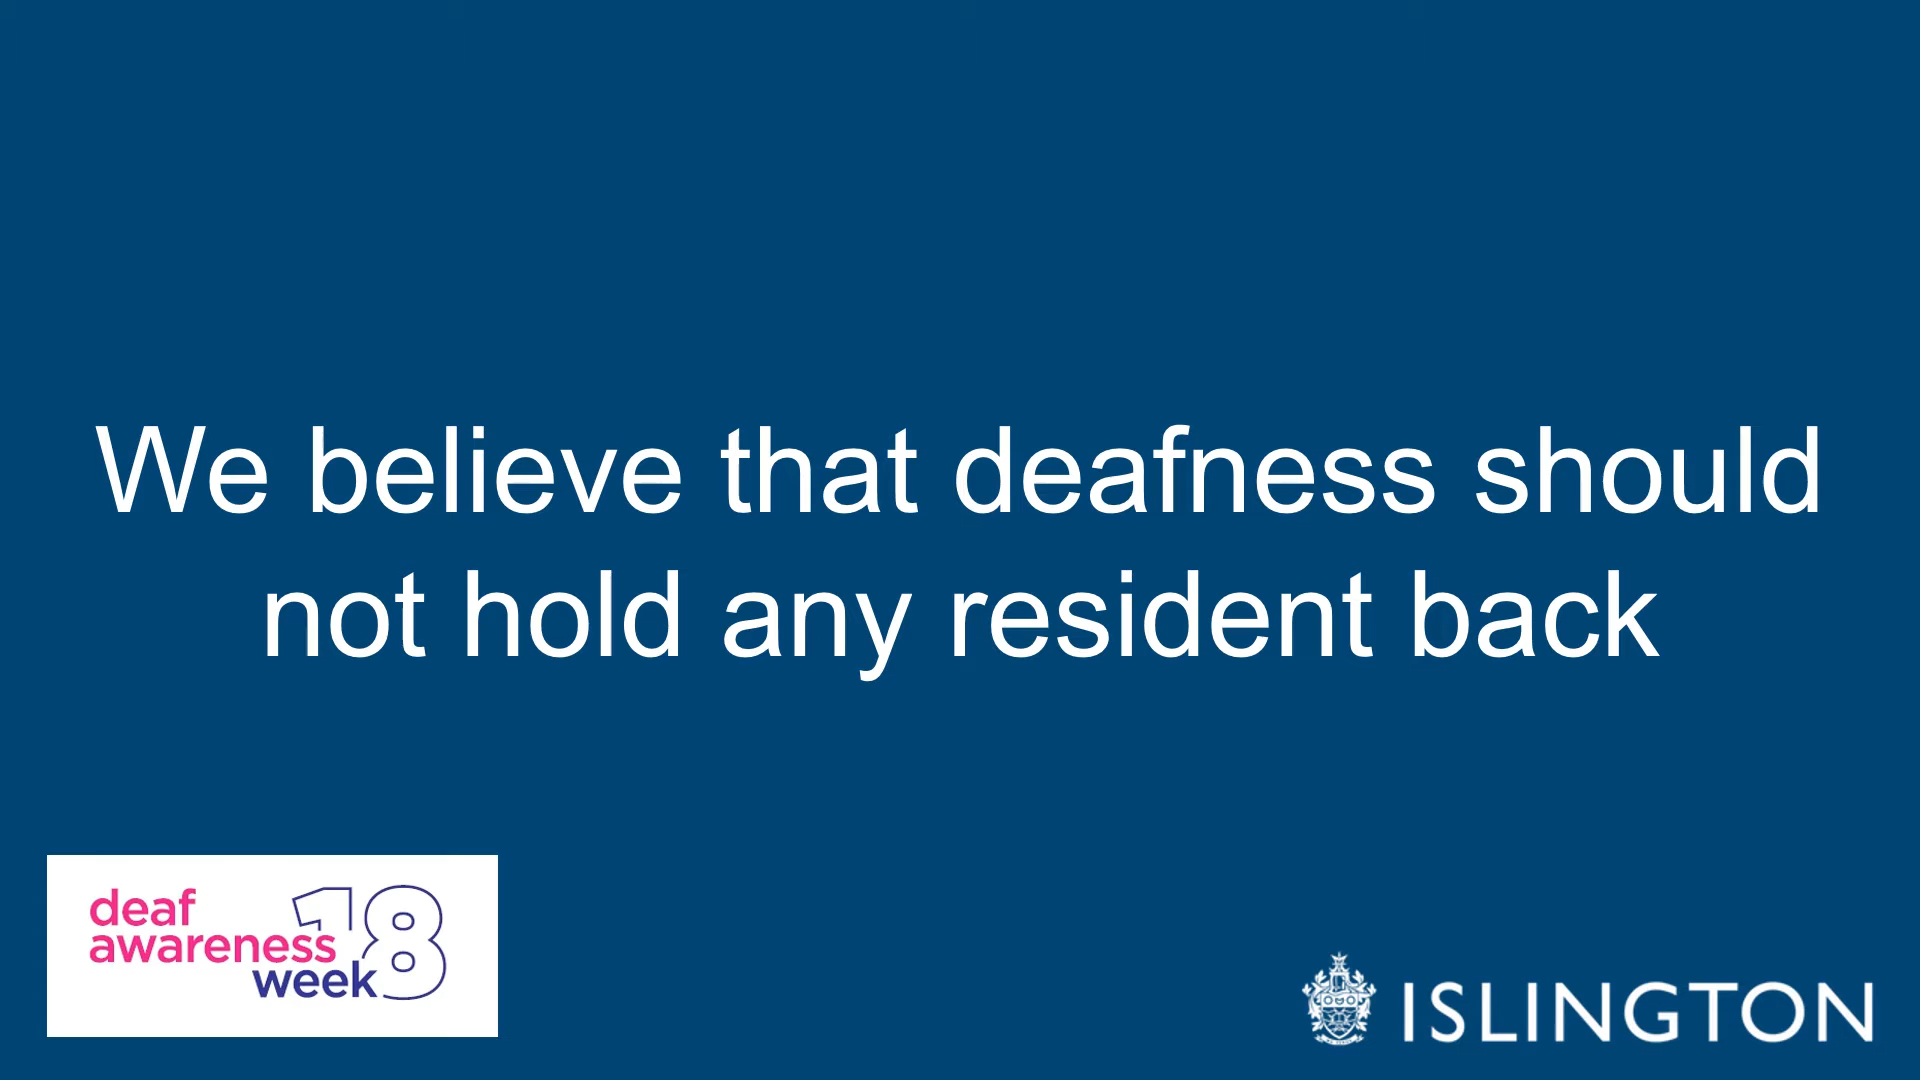 We believe that deafness should
not hold any resident back
deaf
awareness
week 18
ISLINGTON